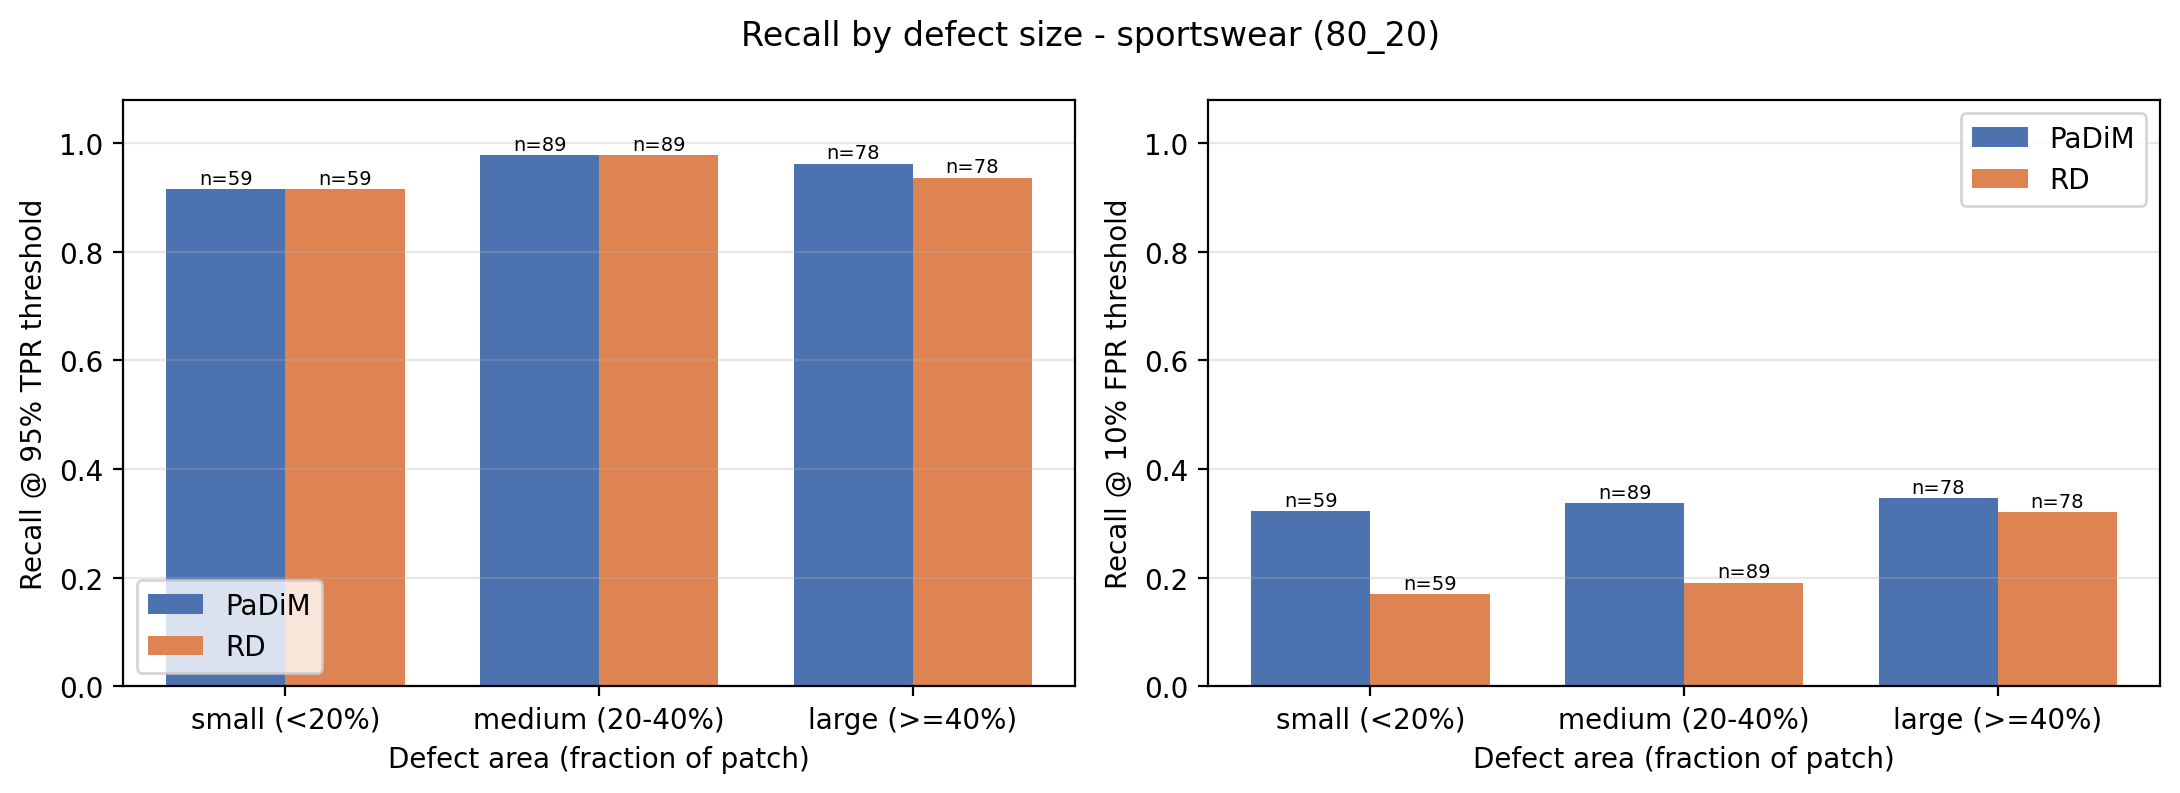 Recall by defect size - sportswear (80_20)
Recall @ 95% TPR threshold
1.0
0.8
0.6
0.4
0.2
0.0
n=59
n=59
n=89
n=89
n=78
n=78
PaDiM
RD
small (<20%)
medium (20-40%)
large (>=40%)
Defect area (fraction of patch)
Recall @ 10% FPR threshold
1.0
0.8
0.6
0.4
0.2
0.0
PaDiM
RD
n=59
n=59
n=89
n=89
n=78
n=78
small (<20%)
medium (20-40%)
large (>=40%)
Defect area (fraction of patch)